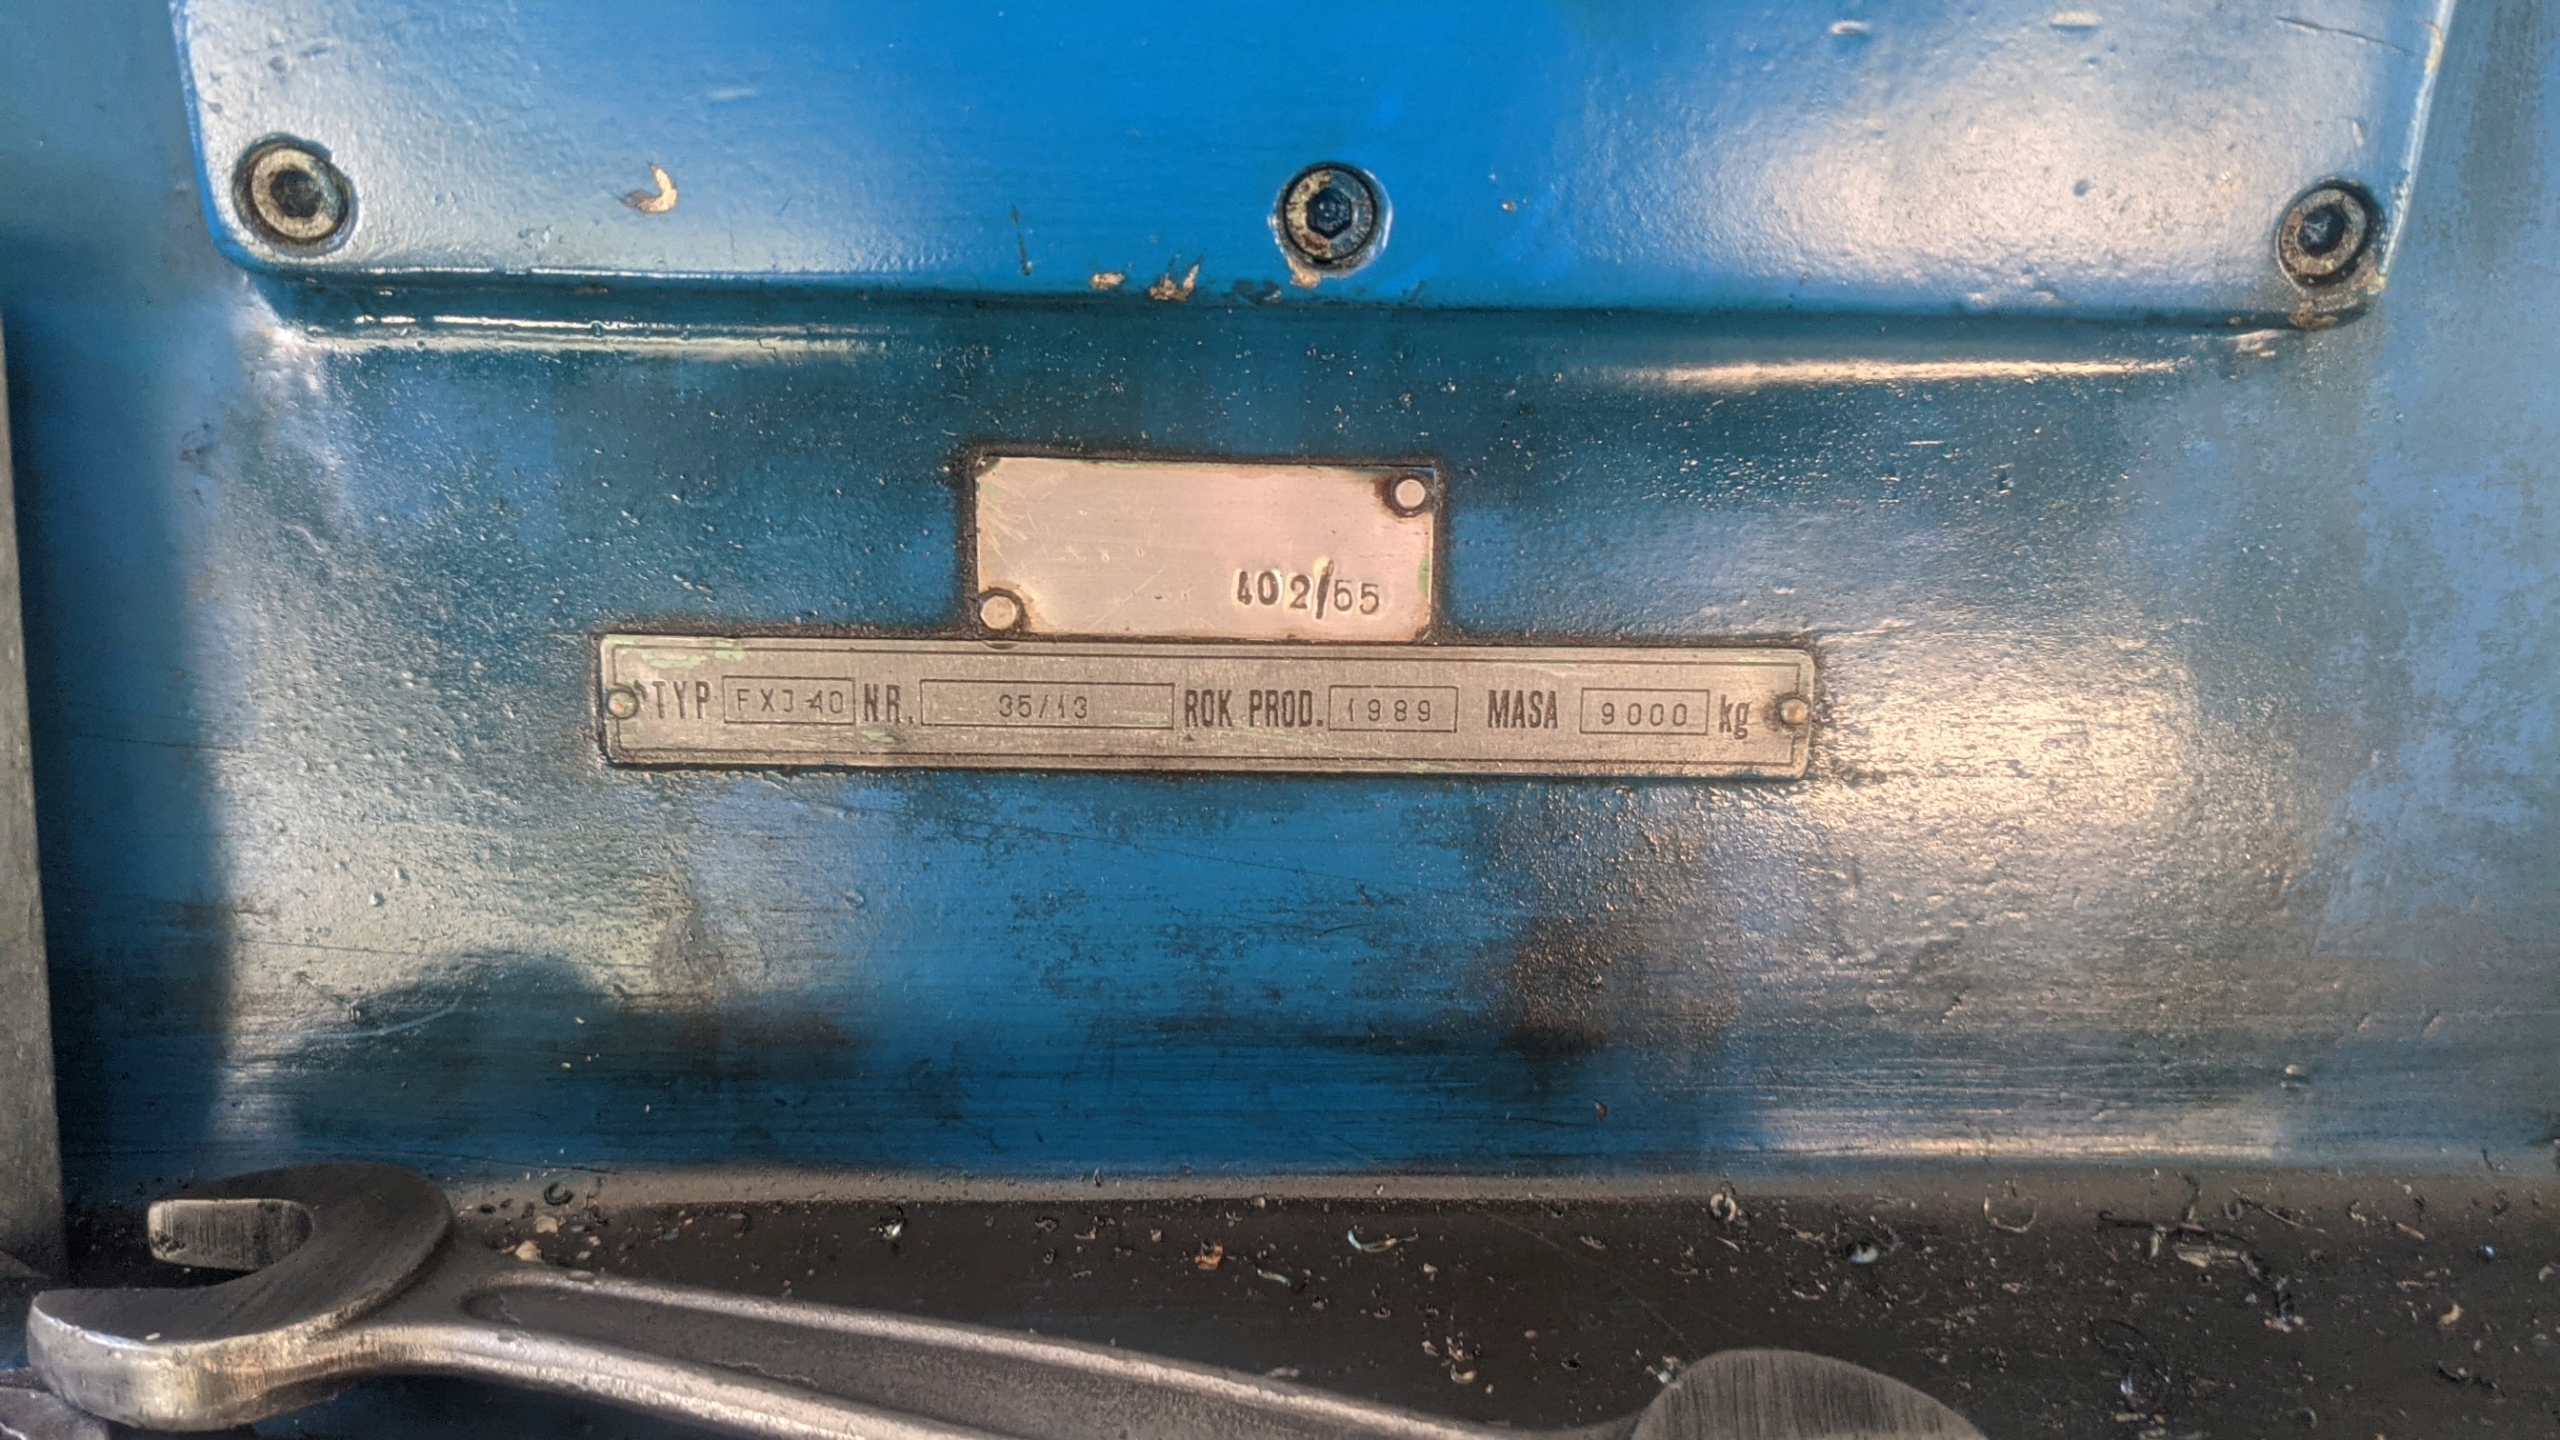 402/55
TYP FXJ-40 NR. 35/13 ROK PROD. 1989 MASA 9000 kg